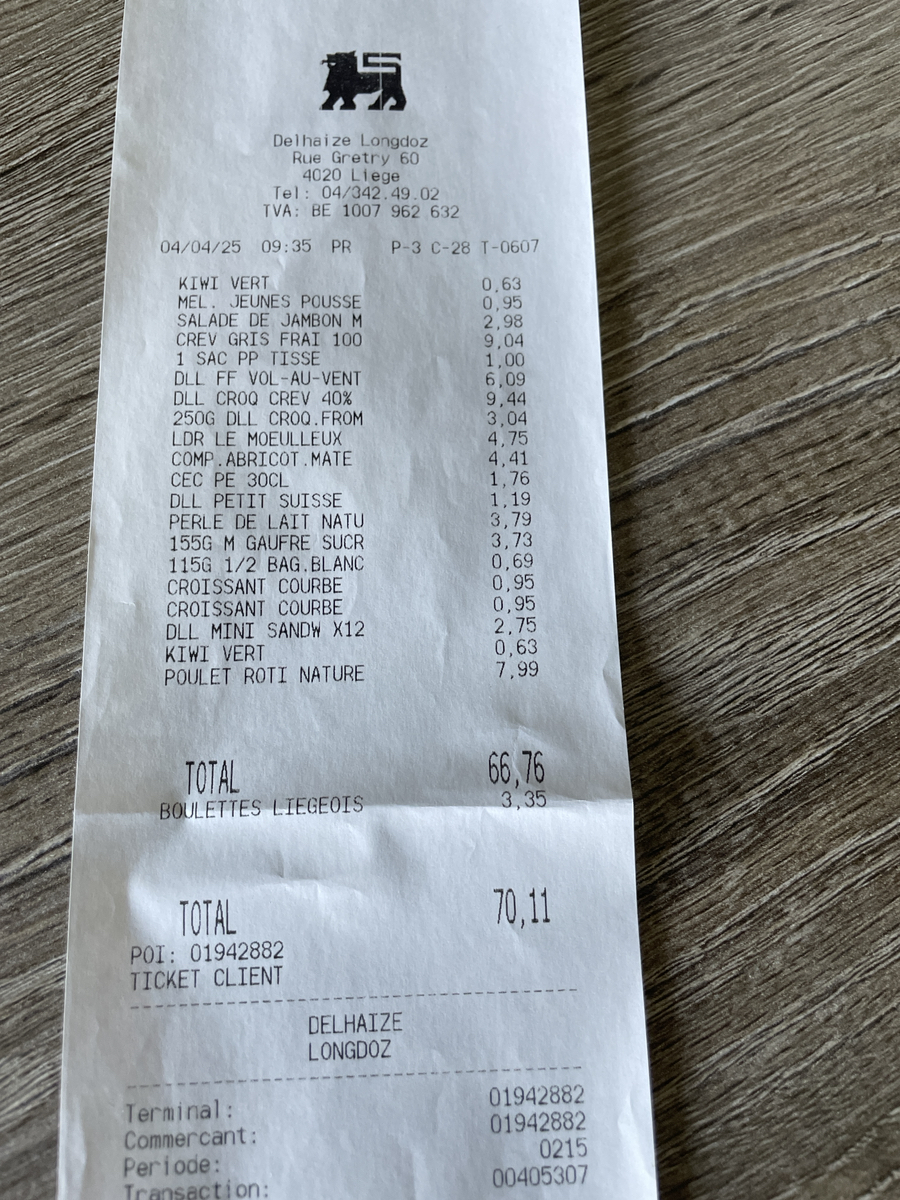 Delhaize Longdoz
Rue Gretry 60
4020 Liege
Tel: 04/342.49.02
TVA: BE 1007 962 632
04/04/25 09:35 PR P-3 C-28 T-0607
KIWI VERT 0,63
MEL. JEUNES POUSSE 0,95
SALADE DE JAMBON M 2,98
CREV GRIS FRAI 100 9,04
1 SAC PP TISSE 1,00
DLL FF VOL-AU-VENT 6,09
DLL CROQ CREV 40% 9,44
250G DLL CROQ.FROM 3,04
LDR LE MOEULLEUX 4,75
COMP.ABRICOT.MATE 4,41
CEC PE 30CL 1,76
DLL PETIT SUISSE 1,19
PERLE DE LAIT NATU 3,79
155G M GAUFRE SUCR 3,73
115G 1/2 BAG.BLANC 0,69
CROISSANT COURBE 0,95
CROISSANT COURBE 0,95
DLL MINI SANDW X12 2,75
KIWI VERT 0,63
POULET ROTI NATURE 7,99
TOTAL 66,76
BOULETTES LIEGEOIS 3,35
TOTAL 70,11
POI: 01942882
TICKET CLIENT
DELHAIZE
LONGDOZ
Terminal: 01942882
Commercant: 01942882
Periode: 0215
Transaction: 00405307